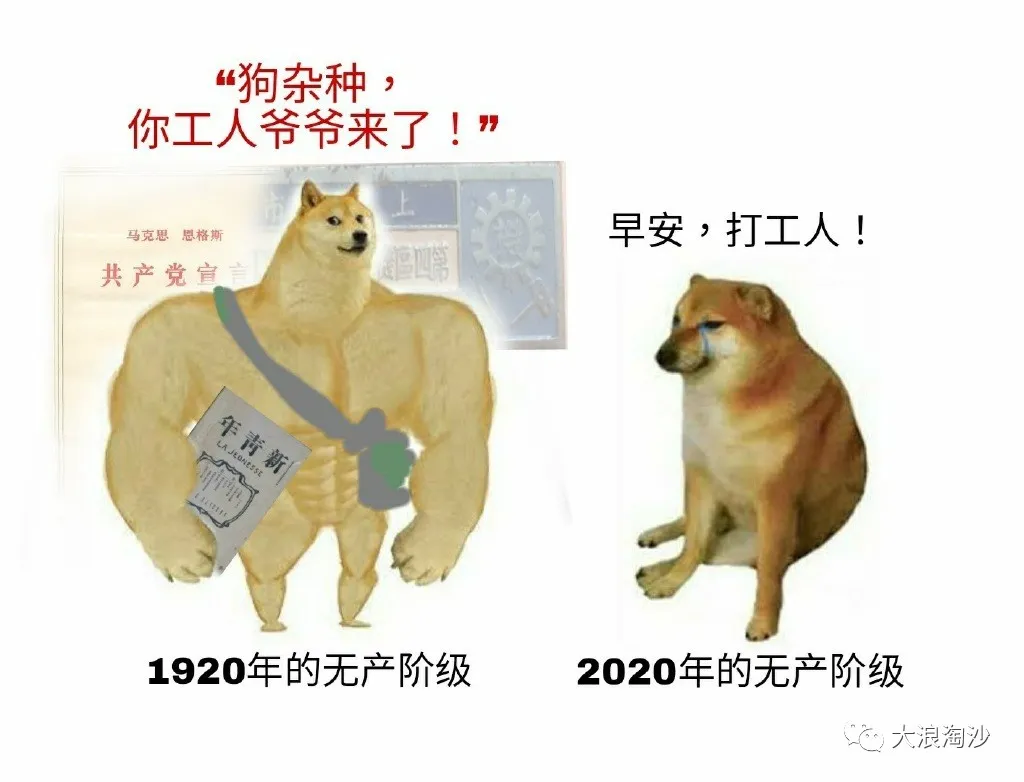 “狗杂种，
你工人爷爷来了！”
马克思 恩格斯
共产党宣言
上
早安，打工人！
年青新
LA JEUNESSE
1920年的无产阶级
2020年的无产阶级
大浪淘沙